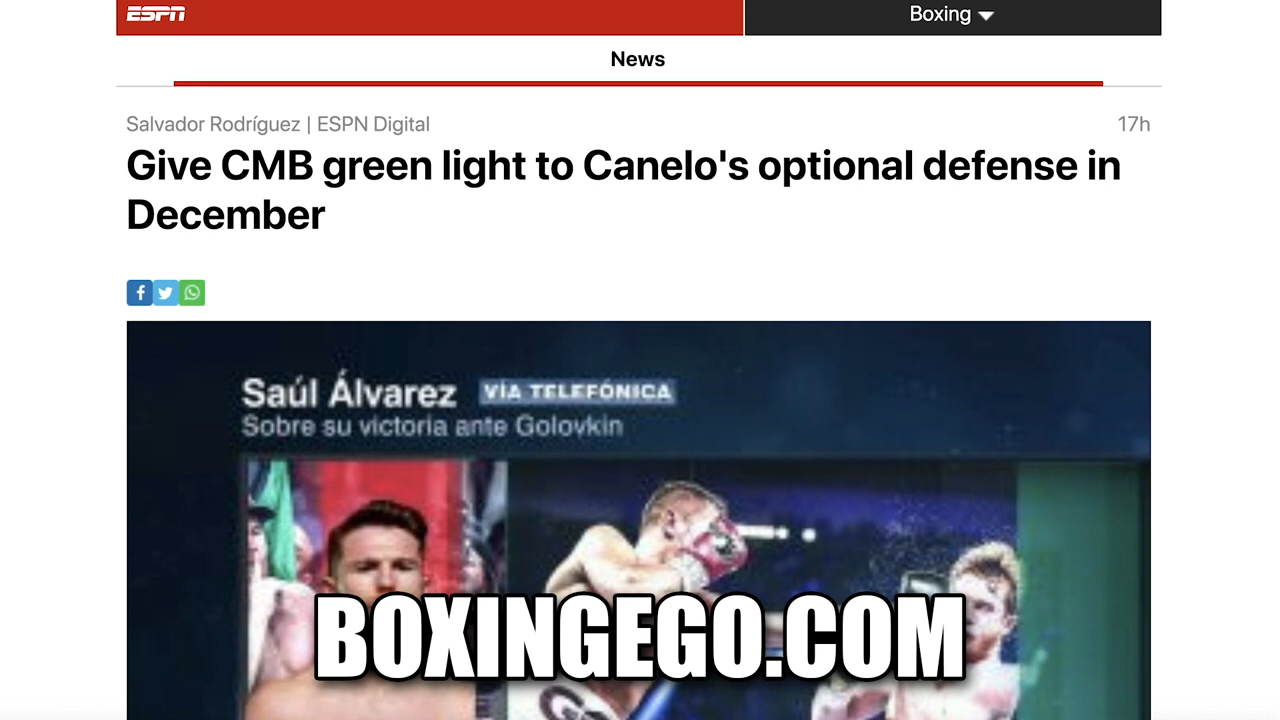 ESPN
Boxing
News
Salvador Rodríguez | ESPN Digital
17h
Give CMB green light to Canelo's optional defense in
December
Saúl Álvarez VÍA TELEFÓNICA
Sobre su victoria ante Golovkin
BOXINGEGO.COM